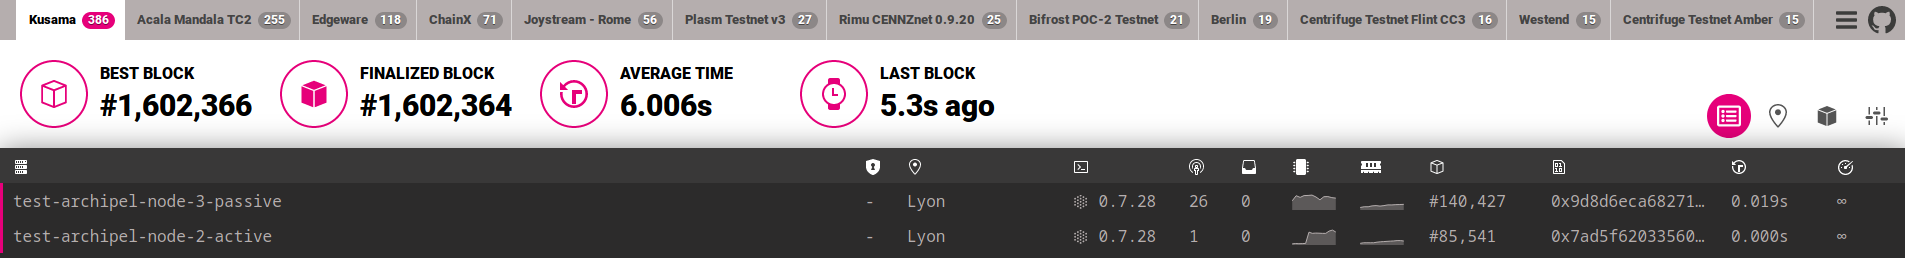 Kusama 386 Acala Mandala TC2 255 Edgeware 118 ChainX 71 Joystream - Rome 56 Plasm Testnet v3 27 Rimu CENNZnet 0.9.20 25 Bifrost POC-2 Testnet 21 Berlin 19 Centrifuge Testnet Flint CC3 16 Westend 15 Centrifuge Testnet Amber 15
BEST BLOCK FINALIZED BLOCK AVERAGE TIME LAST BLOCK
#1,602,366 #1,602,364 6.006s 5.3s ago
test-archipel-node-3-passive - Lyon 0.7.28 26 0 #140,427 0x9d8d6eca68271… 0.019s ∞
test-archipel-node-2-active - Lyon 0.7.28 1 0 #85,541 0x7ad5f62033560… 0.000s ∞